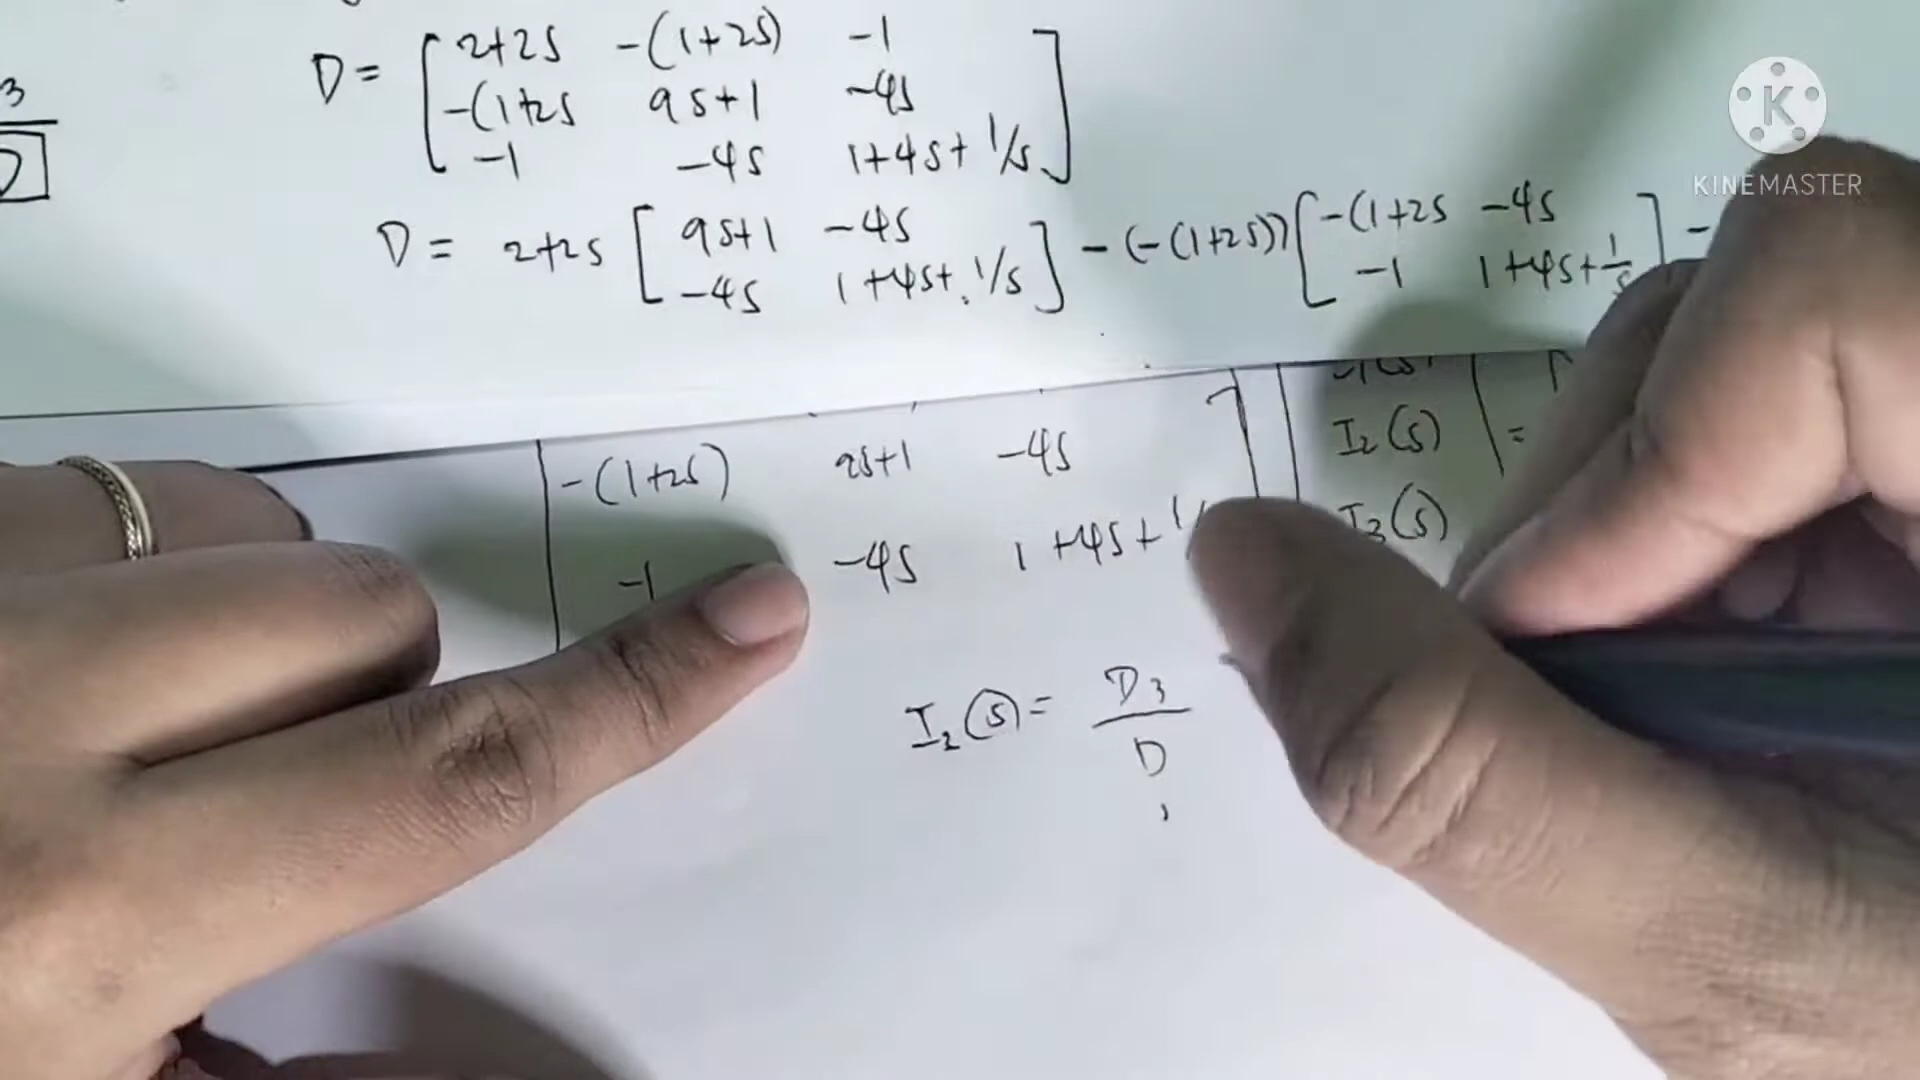 3
D = [ 2+2s -(1+2s) -1
-(1+2s 9s+1 -4s
-1 -4s 1+4s+1/s ]
D = 2+2s [ 9s+1 -4s
-4s 1+4s+1/s ] - (-(1+2s)) [ -(1+2s -4s
-1 1+4s+1/s ] -
K
KINEMASTER
-(1+2s) 9s+1 -4s
I2(s) =
-1 -4s 1+4s+1/
I3(s)
I2(s) = D3
D